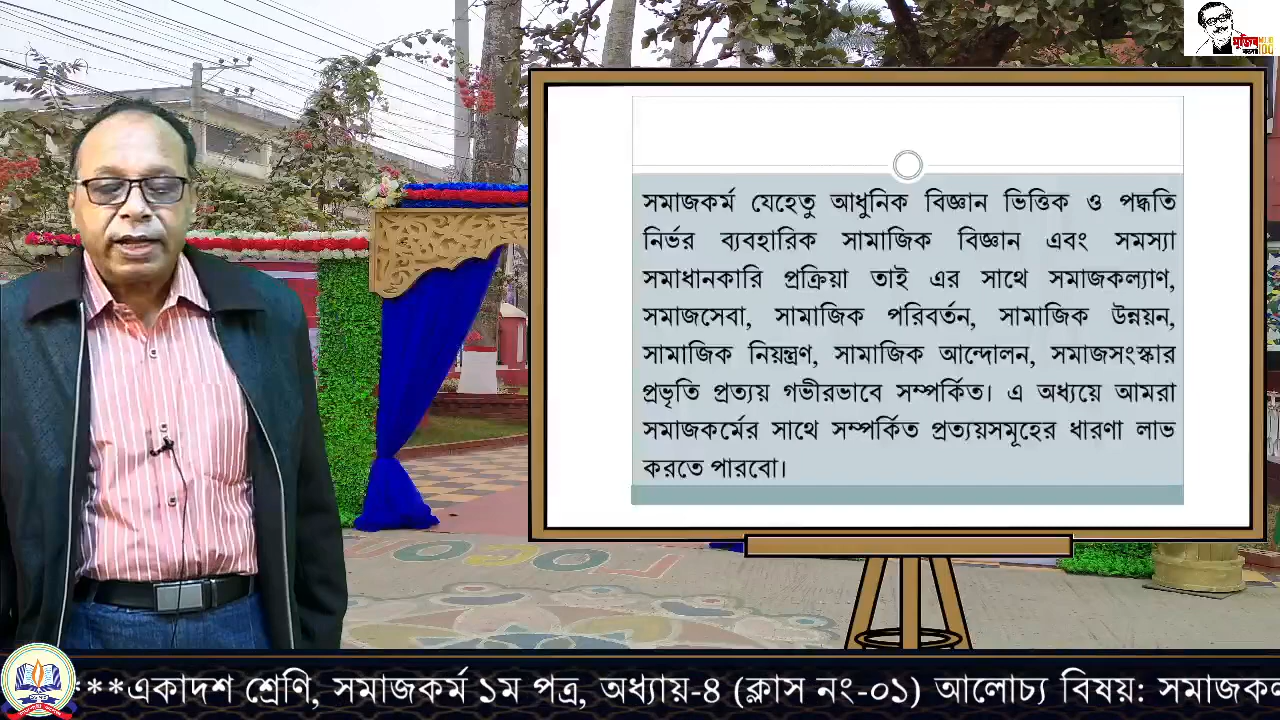 মুজিব
100
সমাজকর্ম যেহেতু আধুনিক বিজ্ঞান ভিত্তিক ও পদ্ধতি
নির্ভর ব্যবহারিক সামাজিক বিজ্ঞান এবং সমস্যা
সমাধানকারি প্রক্রিয়া তাই এর সাথে সমাজকল্যাণ,
সমাজসেবা, সামাজিক পরিবর্তন, সামাজিক উন্নয়ন,
সামাজিক নিয়ন্ত্রণ, সামাজিক আন্দোলন, সমাজসংস্কার
প্রভৃতি প্রত্যয় গভীরভাবে সম্পর্কিত। এ অধ্যয়ে আমরা
সমাজকর্মের সাথে সম্পর্কিত প্রত্যয়সমূহের ধারণা লাভ
করতে পারবো।
***একাদশ শ্রেণি, সমাজকর্ম ১ম পত্র, অধ্যায়-৪ (ক্লাস নং-০১) আলোচ্য বিষয়: সমাজকল